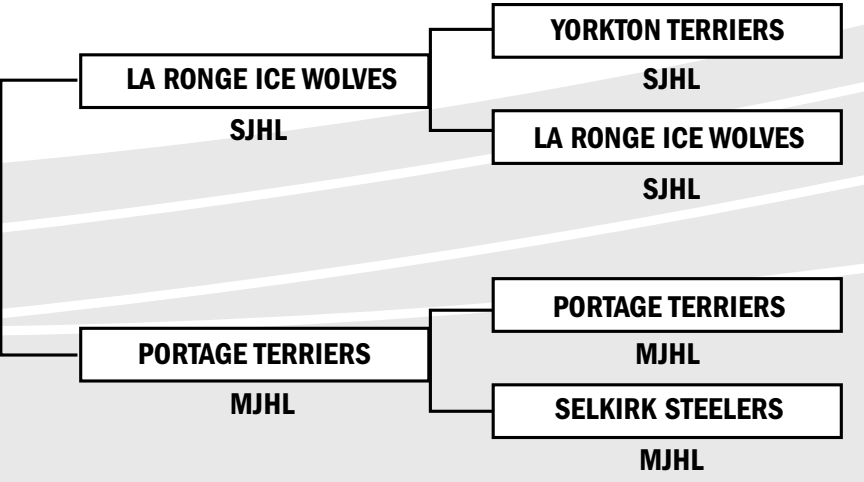 YORKTON TERRIERS
SJHL
LA RONGE ICE WOLVES
SJHL
LA RONGE ICE WOLVES
SJHL
PORTAGE TERRIERS
MJHL
PORTAGE TERRIERS
MJHL
SELKIRK STEELERS
MJHL